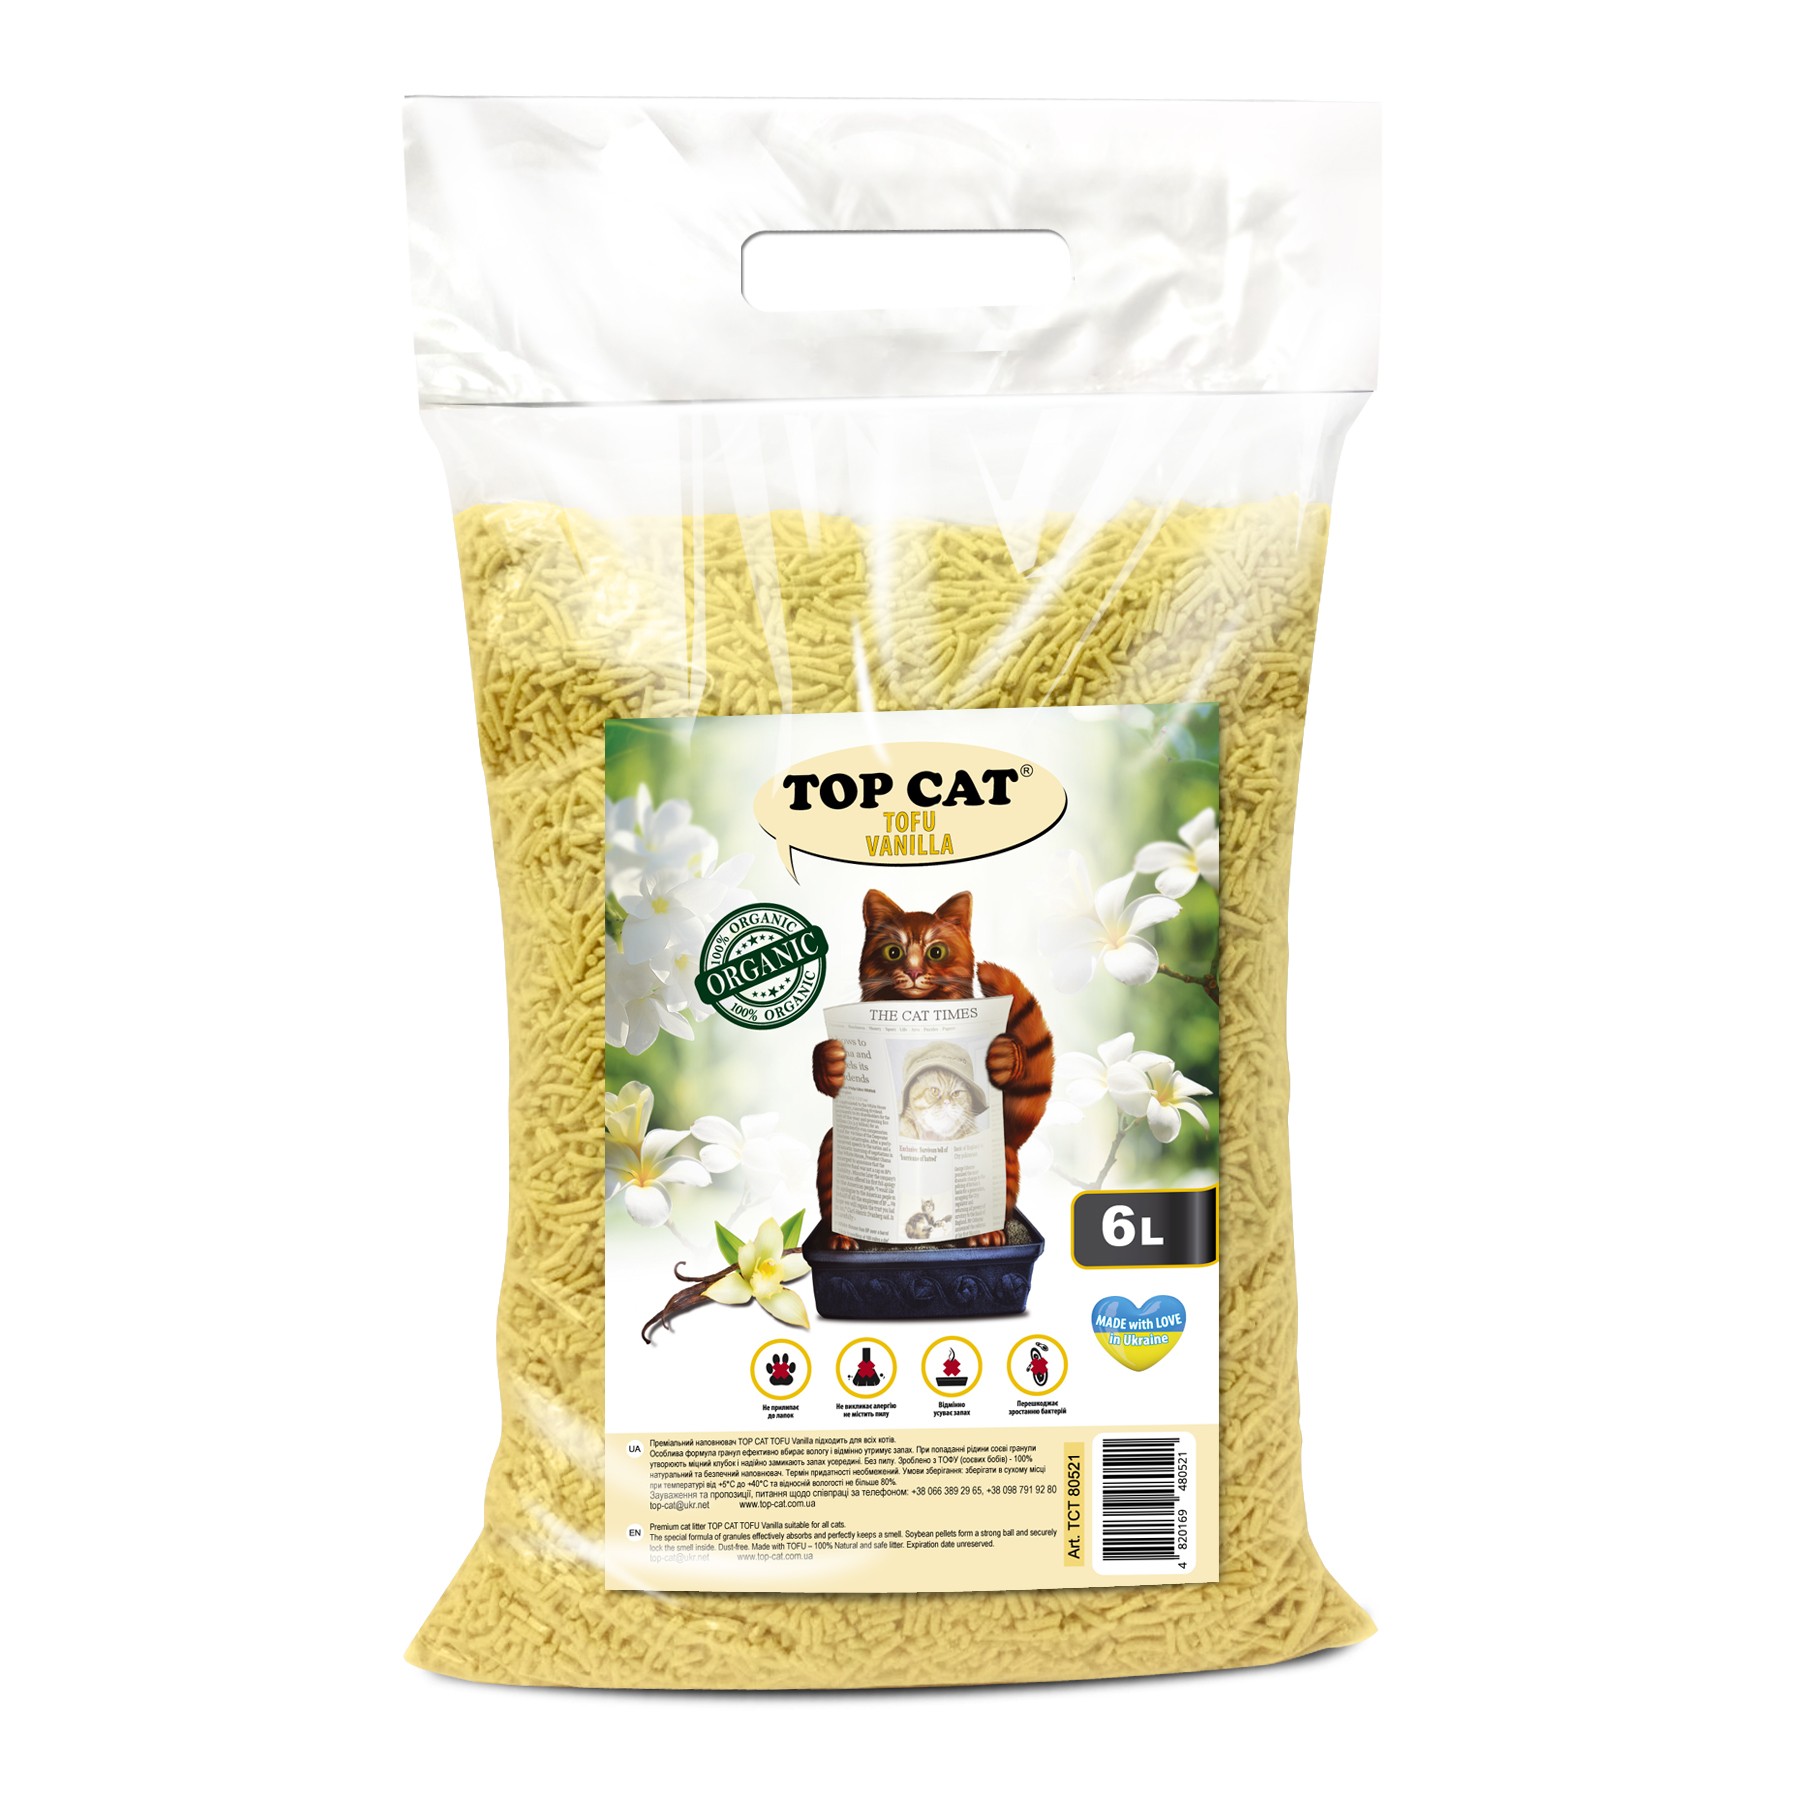 TOP CAT®
TOFU
VANILLA
100% ORGANIC
ORGANIC
100% ORGANIC
THE CAT TIMES
Exclusive: Survivors tell of
'hurricane of hatred'
6L
MADE with LOVE
in Ukraine
Не прилипає
до лапок
Не викликає алергію
не містить пилу
Відмінно
усуває запах
Перешкоджає
зростанню бактерій
UA
Преміальний наповнювач TOP CAT TOFU Vanilla підходить для всіх котів.
Особлива формула гранул ефективно вбирає вологу і відмінно утримує запах. При попаданні рідини соєві гранули
утворюють міцний клубок і надійно замикають запах усередині. Без пилу. Зроблено з ТОФУ (соєвих бобів) - 100%
натуральний та безпечний наповнювач. Термін придатності необмежений. Умови зберігання: зберігати в сухому місці
при температурі від +5°C до +40°C та відносній вологості не більше 80%.
Зауваження та пропозиції, питання щодо співпраці за телефоном: +38 066 389 29 65, +38 098 791 92 80
top-cat@ukr.net www.top-cat.com.ua
EN
Premium cat litter TOP CAT TOFU Vanilla suitable for all cats.
The special formula of granules effectively absorbs and perfectly keeps a smell. Soybean pellets form a strong ball and securely
lock the smell inside. Dust-free. Made with TOFU – 100% Natural and safe litter. Expiration date unreserved.
top-cat@ukr.net www.top-cat.com.ua
Art. TCT 80521
4 820169 480521